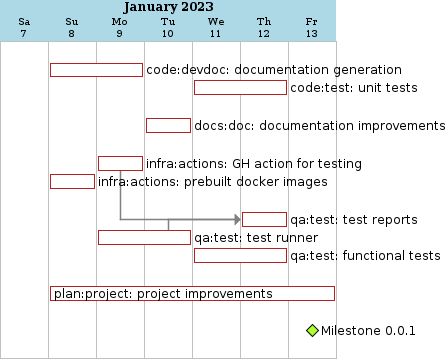 January 2023
Sa Su Mo Tu We Th Fr
7 8 9 10 11 12 13
code:devdoc: documentation generation
code:test: unit tests
docs:doc: documentation improvements
infra:actions: GH action for testing
infra:actions: prebuilt docker images
qa:test: test reports
qa:test: test runner
qa:test: functional tests
plan:project: project improvements
Milestone 0.0.1